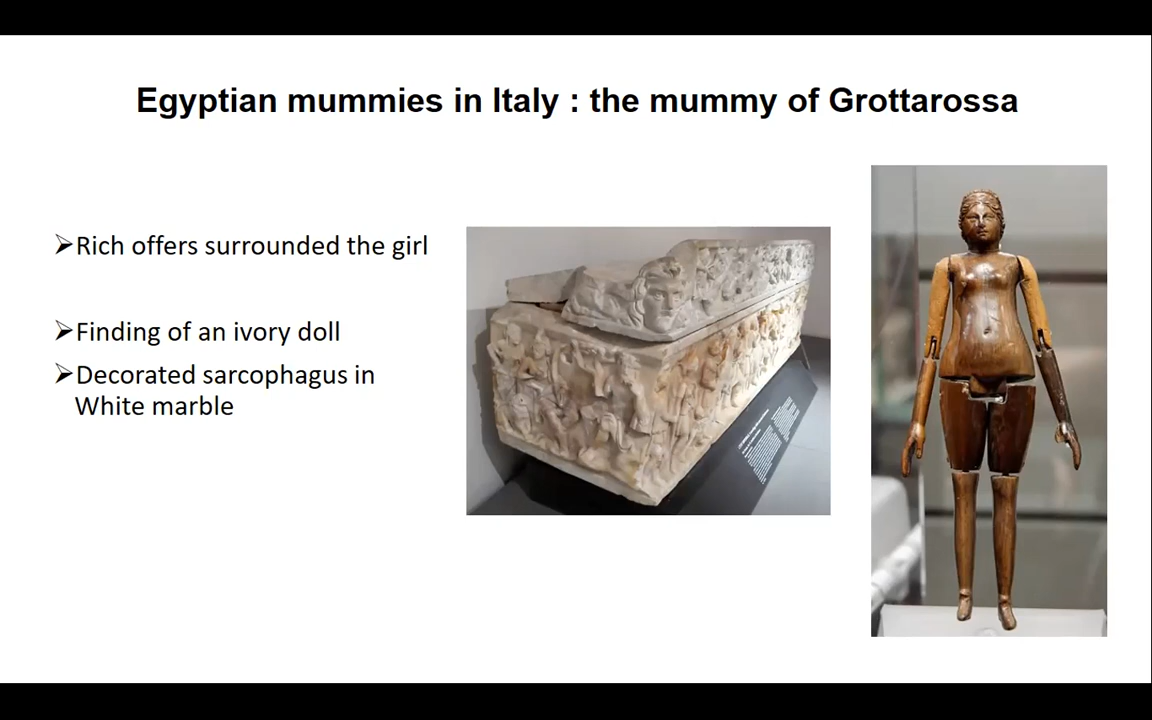 Egyptian mummies in Italy : the mummy of Grottarossa
➢Rich offers surrounded the girl
➢Finding of an ivory doll
➢Decorated sarcophagus in
White marble